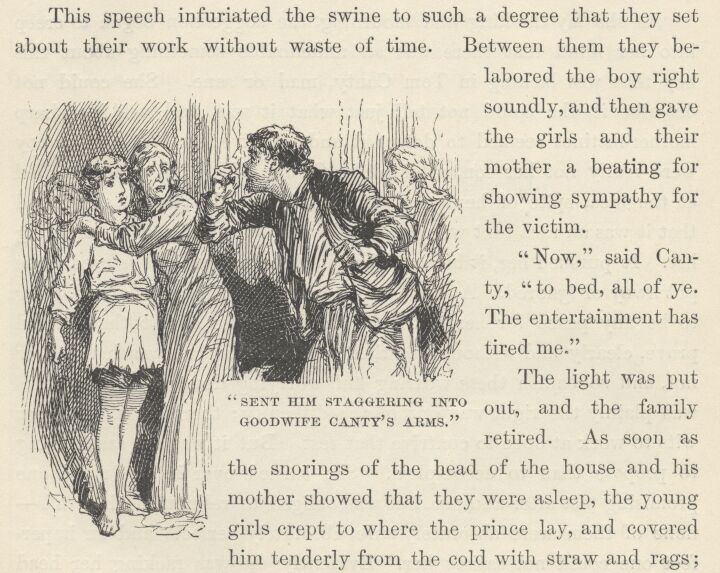 This speech infuriated the swine to such a degree that they set
about their work without waste of time. Between them they be-
labored the boy right
soundly, and then gave
the girls and their
mother a beating for
showing sympathy for
the victim.
"Now," said Can-
ty, "to bed, all of ye.
The entertainment has
tired me."
The light was put
out, and the family
retired. As soon as
the snorings of the head of the house and his
mother showed that they were asleep, the young
girls crept to where the prince lay, and covered
him tenderly from the cold with straw and rags;
"SENT HIM STAGGERING INTO
GOODWIFE CANTY'S ARMS."